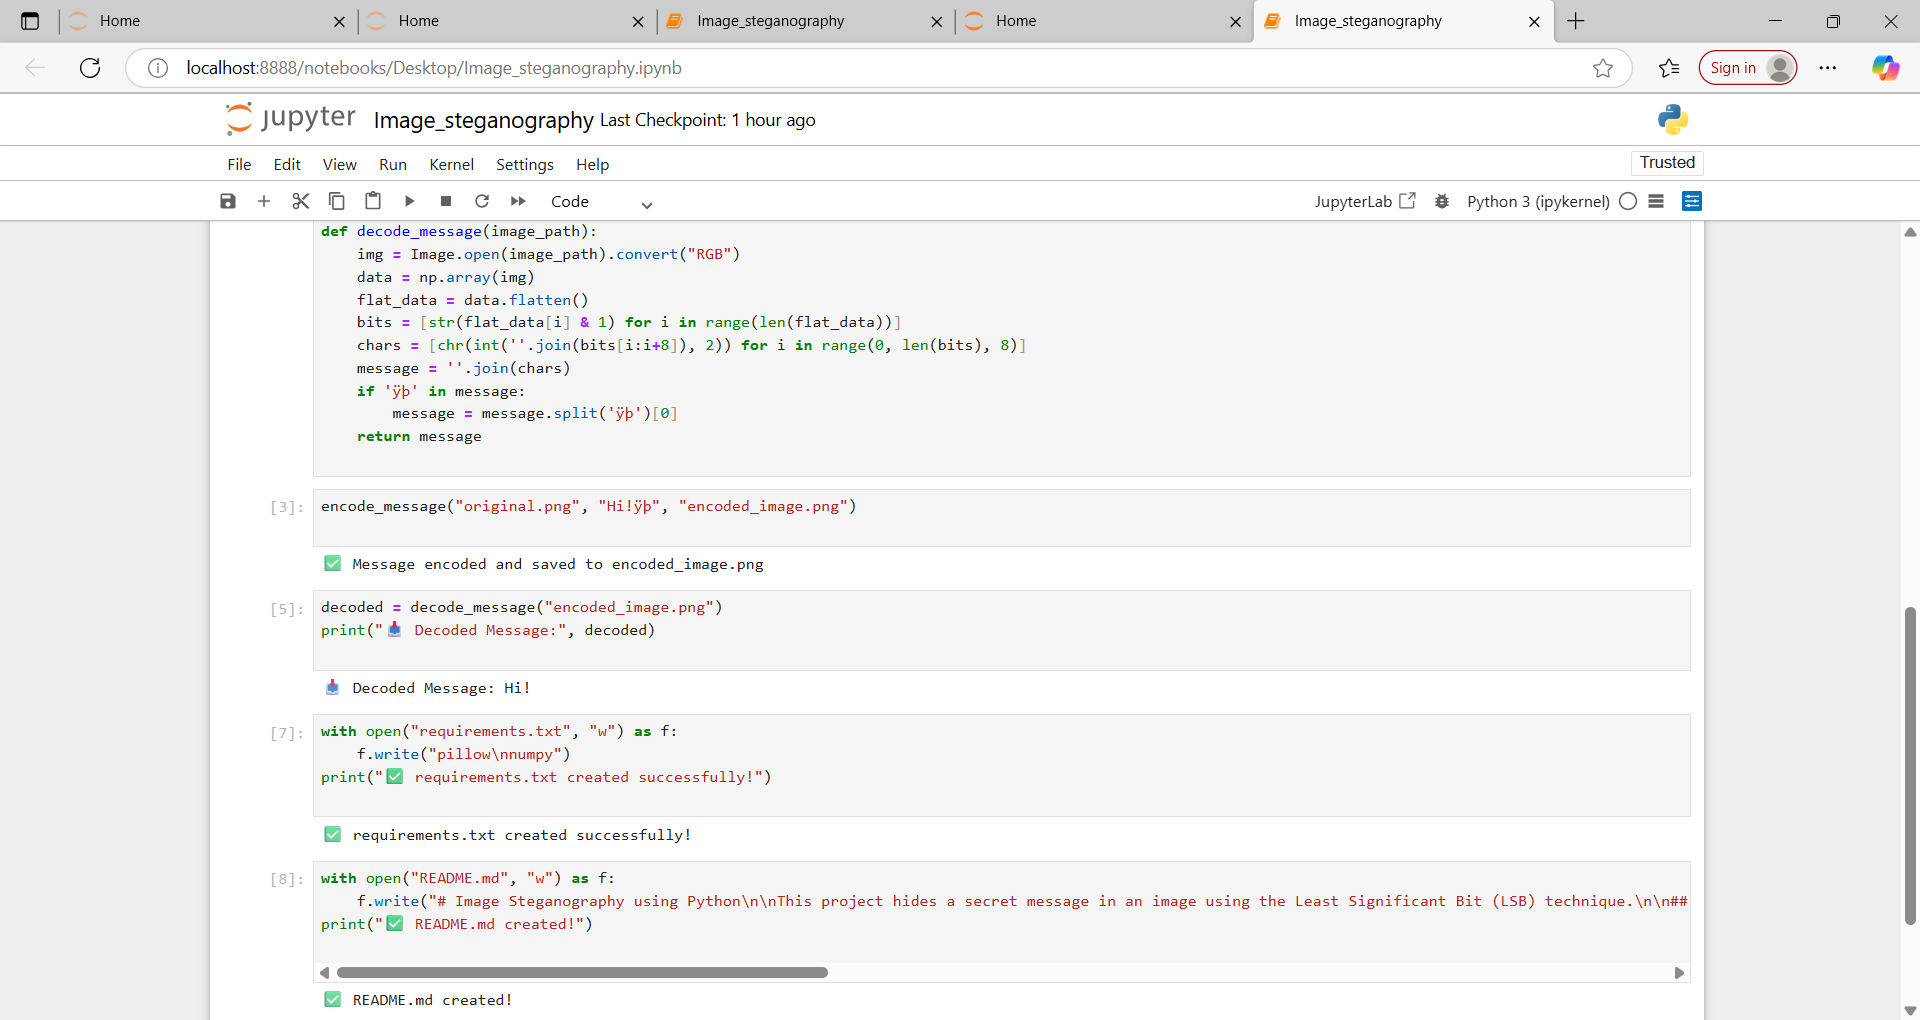 Home
Home
Image_steganography
Home
Image_steganography
localhost:8888/notebooks/Desktop/Image_steganography.ipynb
Sign in
jupyter Image_steganography Last Checkpoint: 1 hour ago
File Edit View Run Kernel Settings Help
Trusted
Code
JupyterLab
Python 3 (ipykernel)
def decode_message(image_path):
    img = Image.open(image_path).convert("RGB")
    data = np.array(img)
    flat_data = data.flatten()
    bits = [str(flat_data[i] & 1) for i in range(len(flat_data))]
    chars = [chr(int(''.join(bits[i:i+8]), 2)) for i in range(0, len(bits), 8)]
    message = ''.join(chars)
    if 'ÿþ' in message:
        message = message.split('ÿþ')[0]
    return message
[3]: encode_message("original.png", "Hi!ÿþ", "encoded_image.png")
✅ Message encoded and saved to encoded_image.png
[5]: decoded = decode_message("encoded_image.png")
print("📥 Decoded Message:", decoded)
📥 Decoded Message: Hi!
[7]: with open("requirements.txt", "w") as f:
    f.write("pillow\nnumpy")
print("✅ requirements.txt created successfully!")
✅ requirements.txt created successfully!
[8]: with open("README.md", "w") as f:
    f.write("# Image Steganography using Python\n\nThis project hides a secret message in an image using the Least Significant Bit (LSB) technique.\n\n##
print("✅ README.md created!")
✅ README.md created!